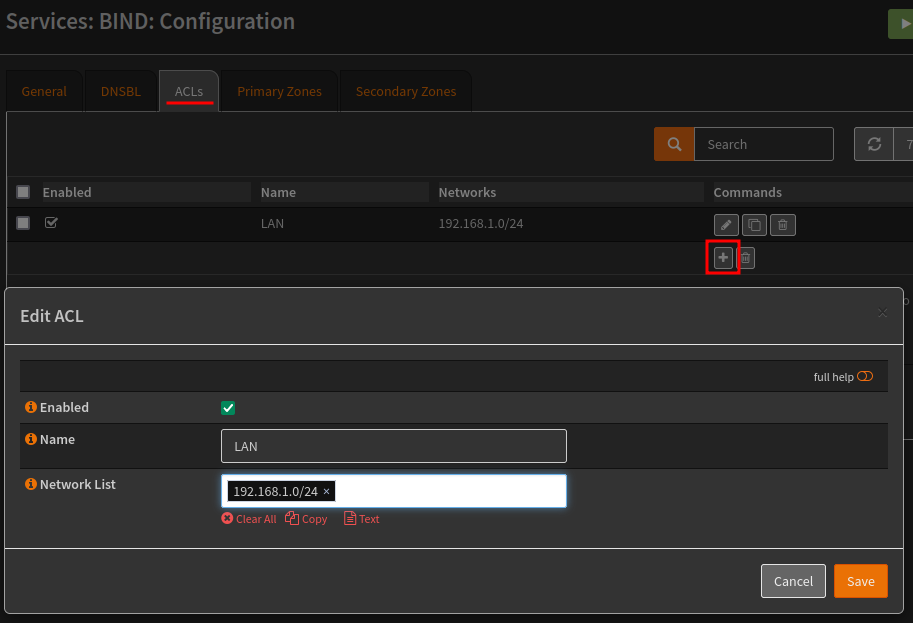 Services: BIND: Configuration
General DNSBL ACLs Primary Zones Secondary Zones
Search 7
Enabled Name Networks Commands
LAN 192.168.1.0/24
Edit ACL ×
full help
Enabled
Name LAN
Network List 192.168.1.0/24 ×
Clear All Copy Text
Cancel Save